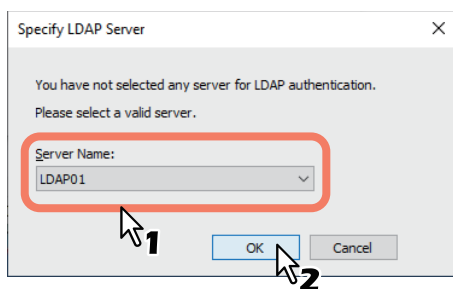 Specify LDAP Server
You have not selected any server for LDAP authentication.
Please select a valid server.
Server Name:
LDAP01
1
OK Cancel
2